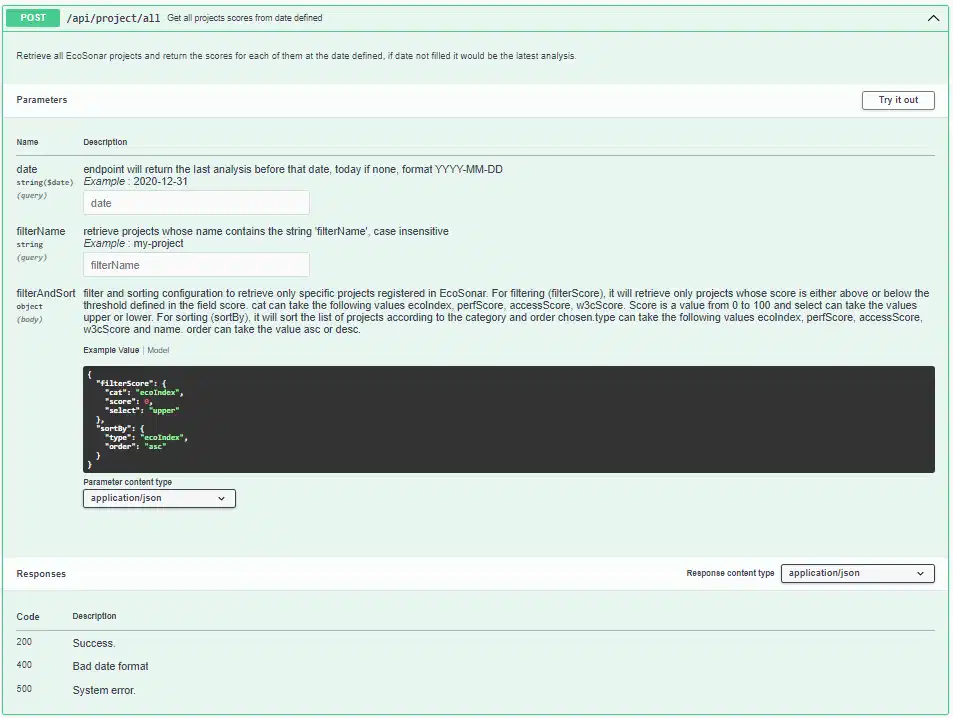 POST /api/project/all Get all projects scores from date defined
Retrieve all EcoSonar projects and return the scores for each of them at the date defined, if date not filled it would be the latest analysis.
Parameters Try it out
Name Description
date endpoint will return the last analysis before that date, today if none, format YYYY-MM-DD
string($date) Example : 2020-12-31
(query) date
filterName retrieve projects whose name contains the string 'filterName', case insensitive
string Example : my-project
(query) filterName
filterAndSort filter and sorting configuration to retrieve only specific projects registered in EcoSonar. For filtering (filterScore), it will retrieve only projects whose score is either above or below the
object threshold defined in the field score. cat can take the following values ecoIndex, perfScore, accessScore, w3cScore. Score is a value from 0 to 100 and select can take the values
(body) upper or lower. For sorting (sortBy), it will sort the list of projects according to the category and order chosen.type can take the following values ecoIndex, perfScore, accessScore,
w3cScore and name. order can take the value asc or desc.
Example Value | Model
{
"filterScore": {
"cat": "ecoIndex",
"score": 0,
"select": "upper"
},
"sortBy": {
"type": "ecoIndex",
"order": "asc"
}
}
Parameter content type
application/json
Responses Response content type application/json
Code Description
200 Success.
400 Bad date format
500 System error.